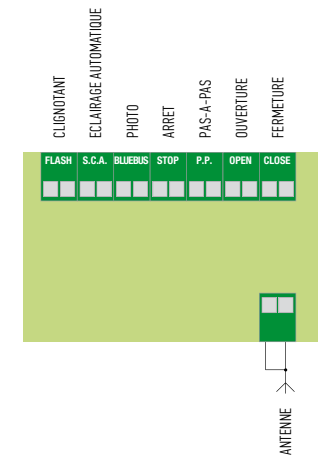 CLIGNOTANT
ECLAIRAGE AUTOMATIQUE
PHOTO
ARRET
PAS-A-PAS
OUVERTURE
FERMETURE
FLASH S.C.A. BLUEBUS STOP P.P. OPEN CLOSE
ANTENNE